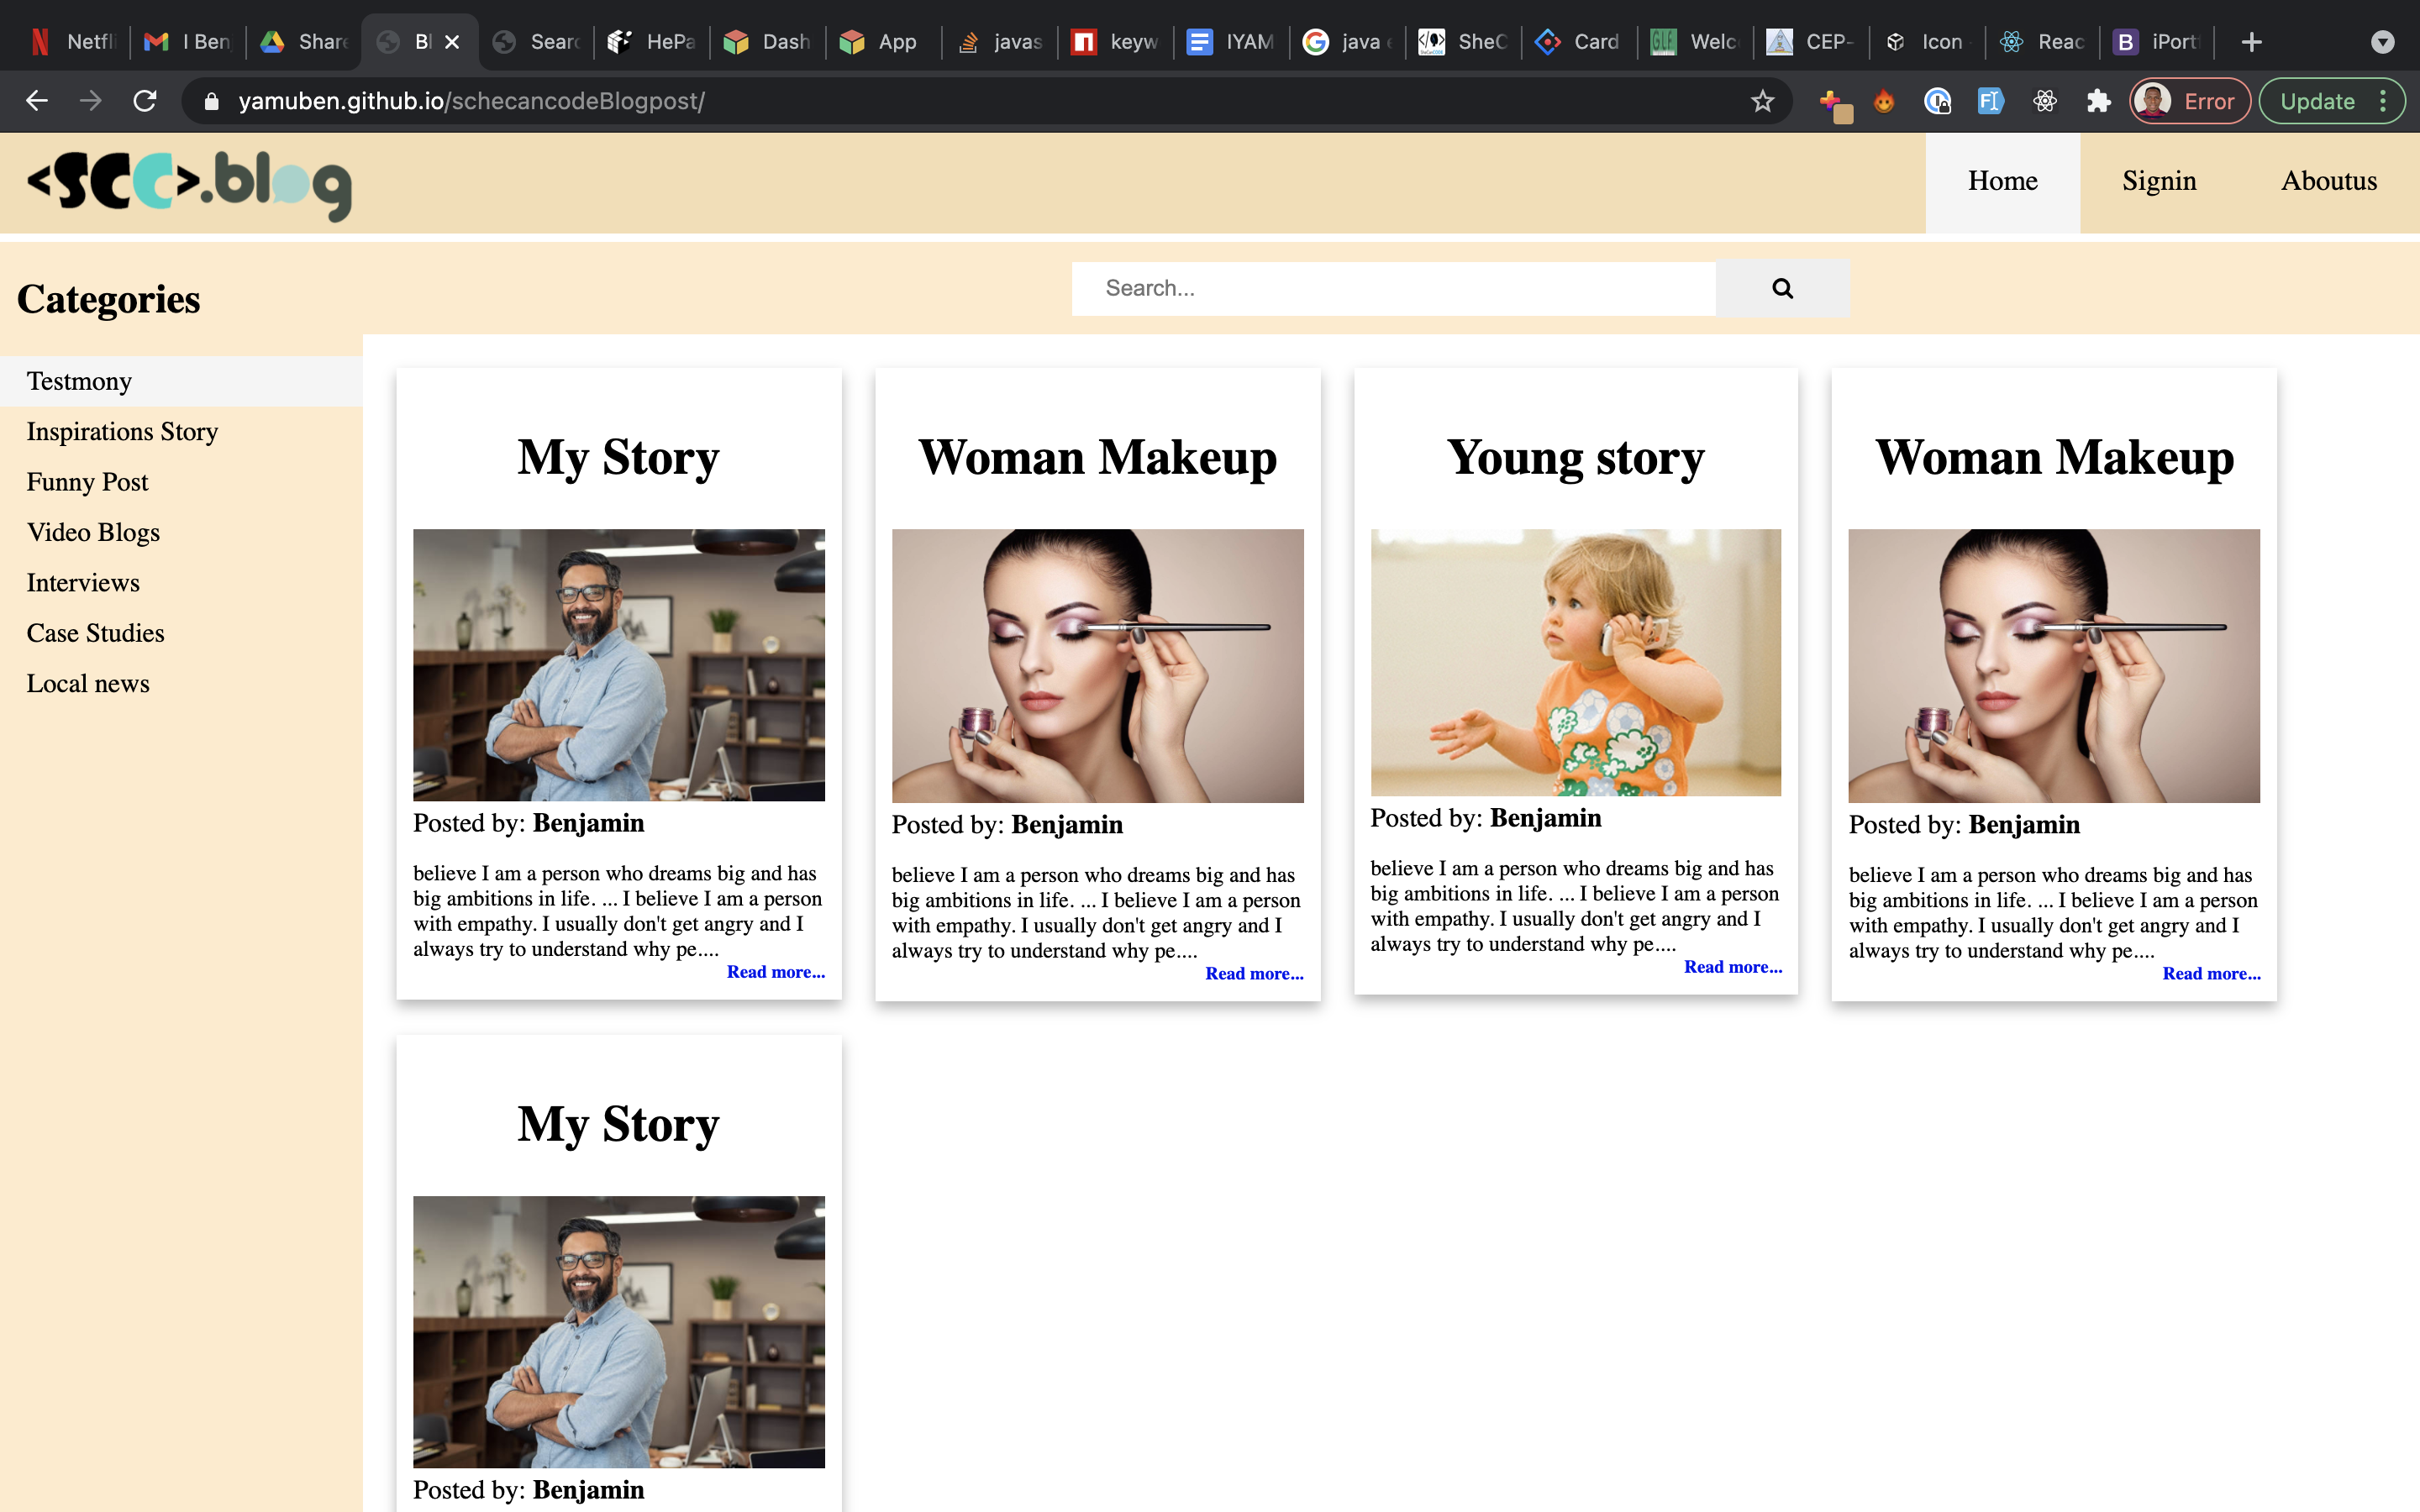 Netfli
I Ben
Share
Bl
Sear
HePa
Dash
App
javas
keyw
IYAM
java e
SheC
Card
Welc
CEP-
Icon
Reac
iPort
yamuben.github.io/schecancodeBlogpost/
Error
Update
<SCC>.blog
Home
Signin
Aboutus
Categories
Search...
Testmony
Inspirations Story
Funny Post
Video Blogs
Interviews
Case Studies
Local news
My Story
Posted by: Benjamin
believe I am a person who dreams big and has
big ambitions in life. ... I believe I am a person
with empathy. I usually don't get angry and I
always try to understand why pe....
Read more...
Woman Makeup
Posted by: Benjamin
believe I am a person who dreams big and has
big ambitions in life. ... I believe I am a person
with empathy. I usually don't get angry and I
always try to understand why pe....
Read more...
Young story
Posted by: Benjamin
believe I am a person who dreams big and has
big ambitions in life. ... I believe I am a person
with empathy. I usually don't get angry and I
always try to understand why pe....
Read more...
Woman Makeup
Posted by: Benjamin
believe I am a person who dreams big and has
big ambitions in life. ... I believe I am a person
with empathy. I usually don't get angry and I
always try to understand why pe....
Read more...
My Story
Posted by: Benjamin